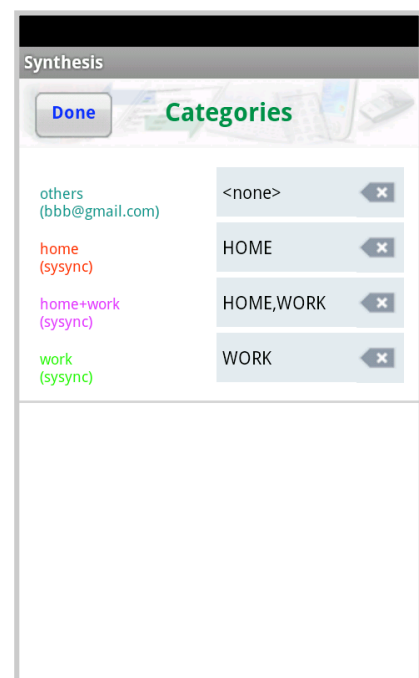 Synthesis
Done
Categories
others
(bbb@gmail.com)
<none>
home
(sysync)
HOME
home+work
(sysync)
HOME,WORK
work
(sysync)
WORK